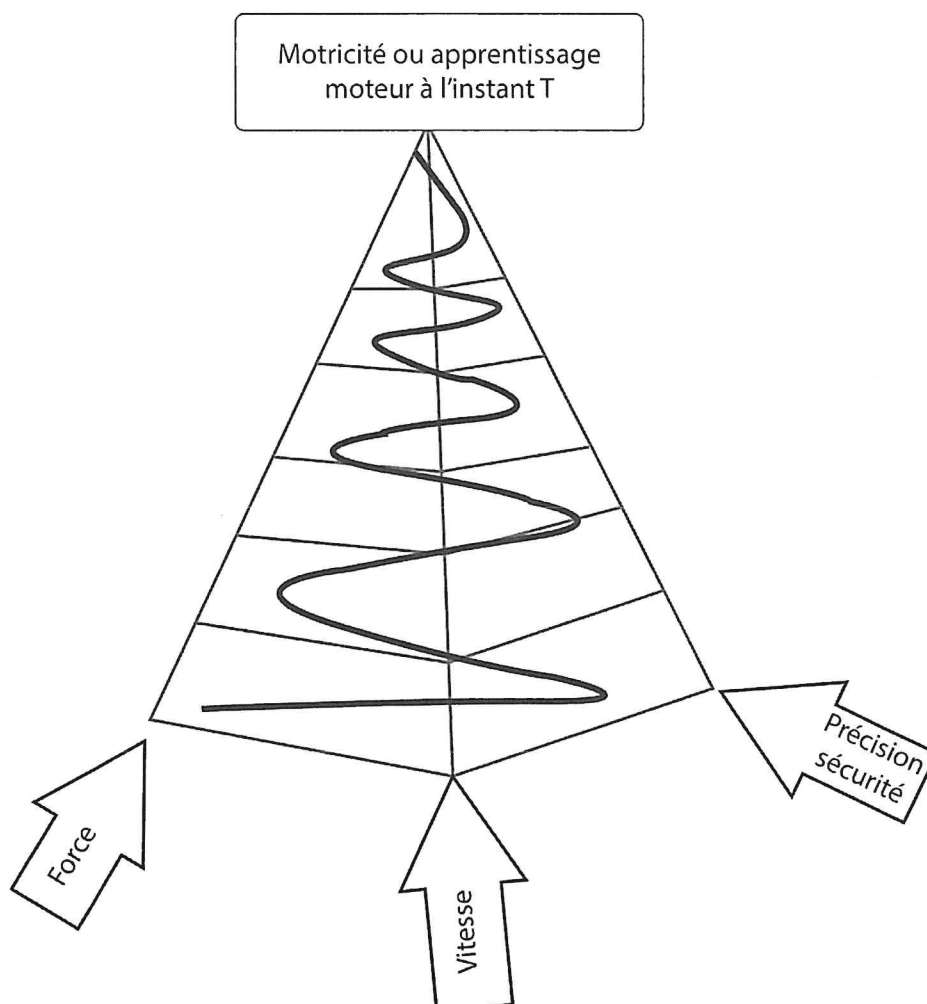 Motricité ou apprentissage
moteur à l'instant T
Précision
sécurité
Force
Vitesse